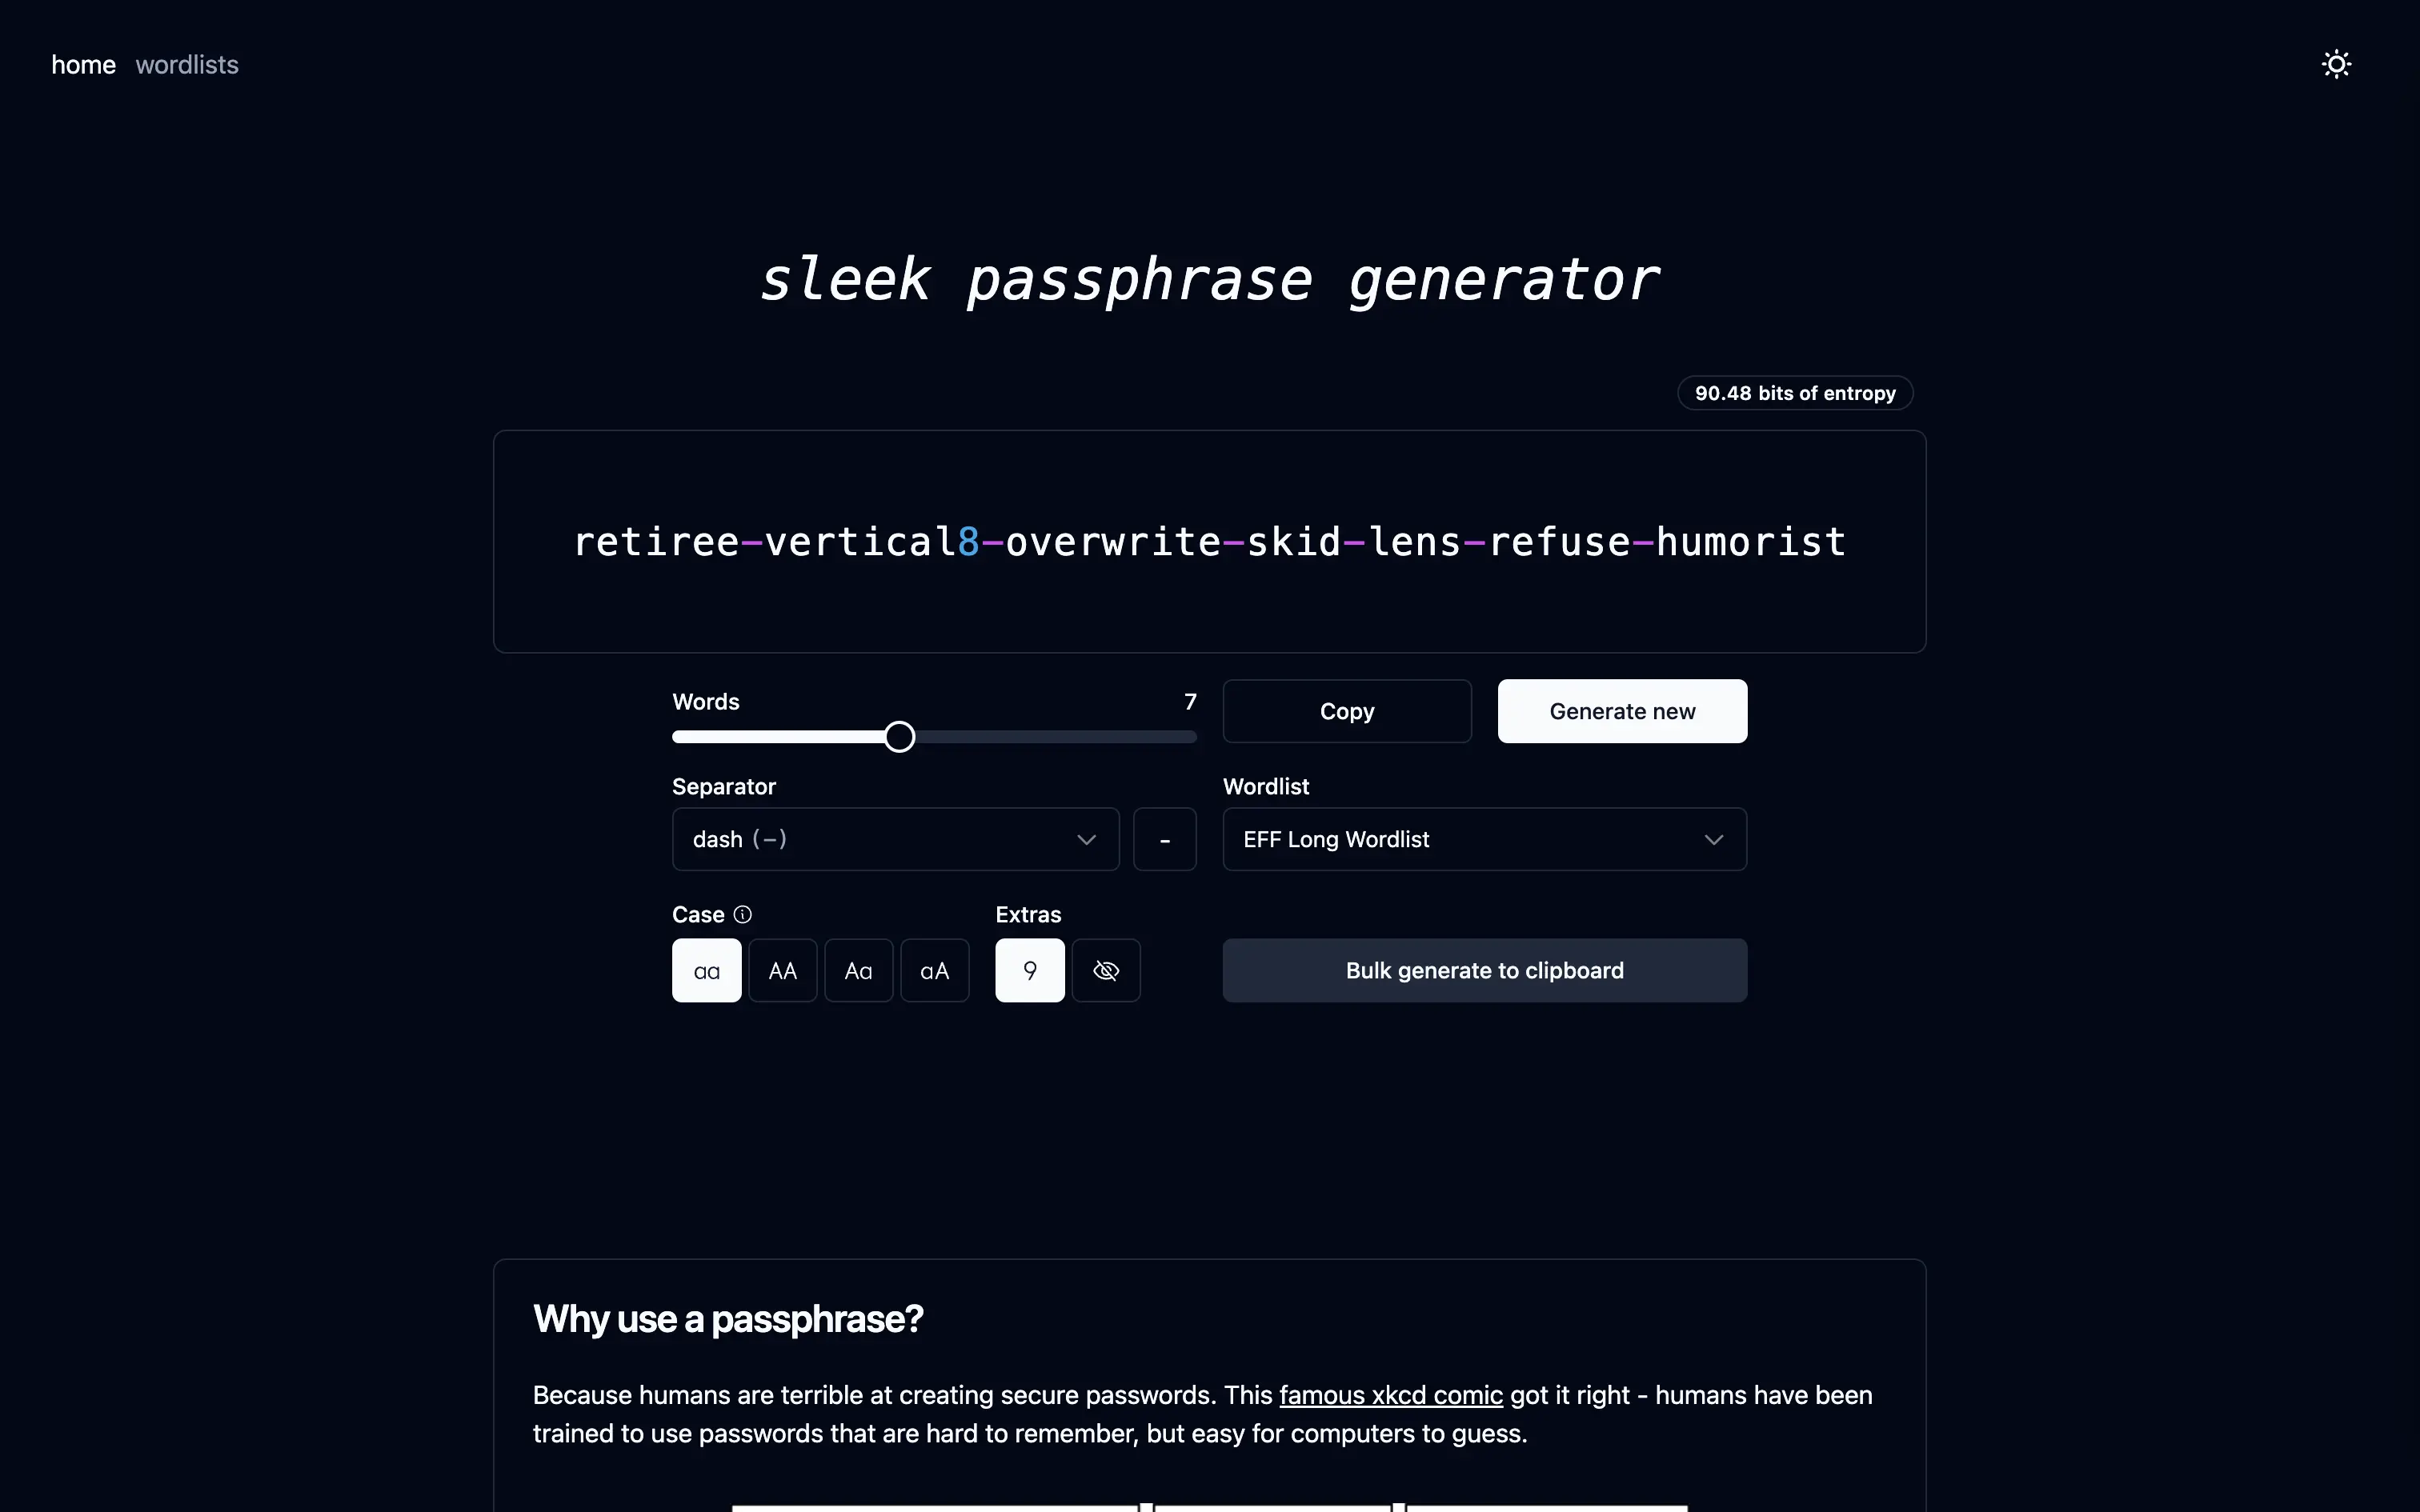 home wordlists
sleek passphrase generator
90.48 bits of entropy
retiree-vertical8-overwrite-skid-lens-refuse-humorist
Words 7
Copy
Generate new
Separator
Wordlist
dash (-)
-
EFF Long Wordlist
Case
Extras
aa
AA
Aa
aA
9
Bulk generate to clipboard
Why use a passphrase?
Because humans are terrible at creating secure passwords. This famous xkcd comic got it right - humans have been
trained to use passwords that are hard to remember, but easy for computers to guess.